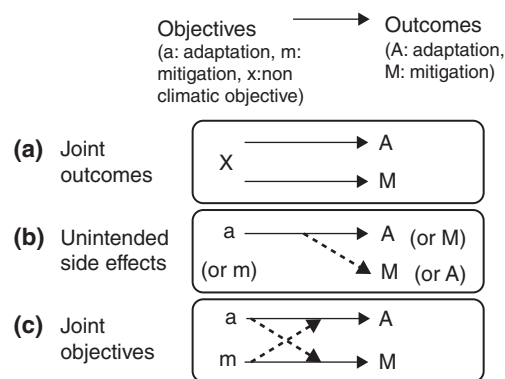 Objectives
(a: adaptation, m:
mitigation, x:non
climatic objective)
Outcomes
(A: adaptation,
M: mitigation)
(a) Joint
outcomes
X
A
M
(b) Unintended
side effects
a
(or m)
A (or M)
M (or A)
(c) Joint
objectives
a
m
A
M